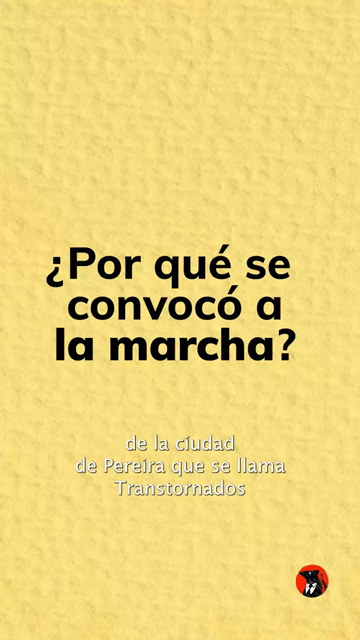 ¿Por qué se
convocó a
la marcha?
de la ciudad
de Pereira que se llama
Transtornados